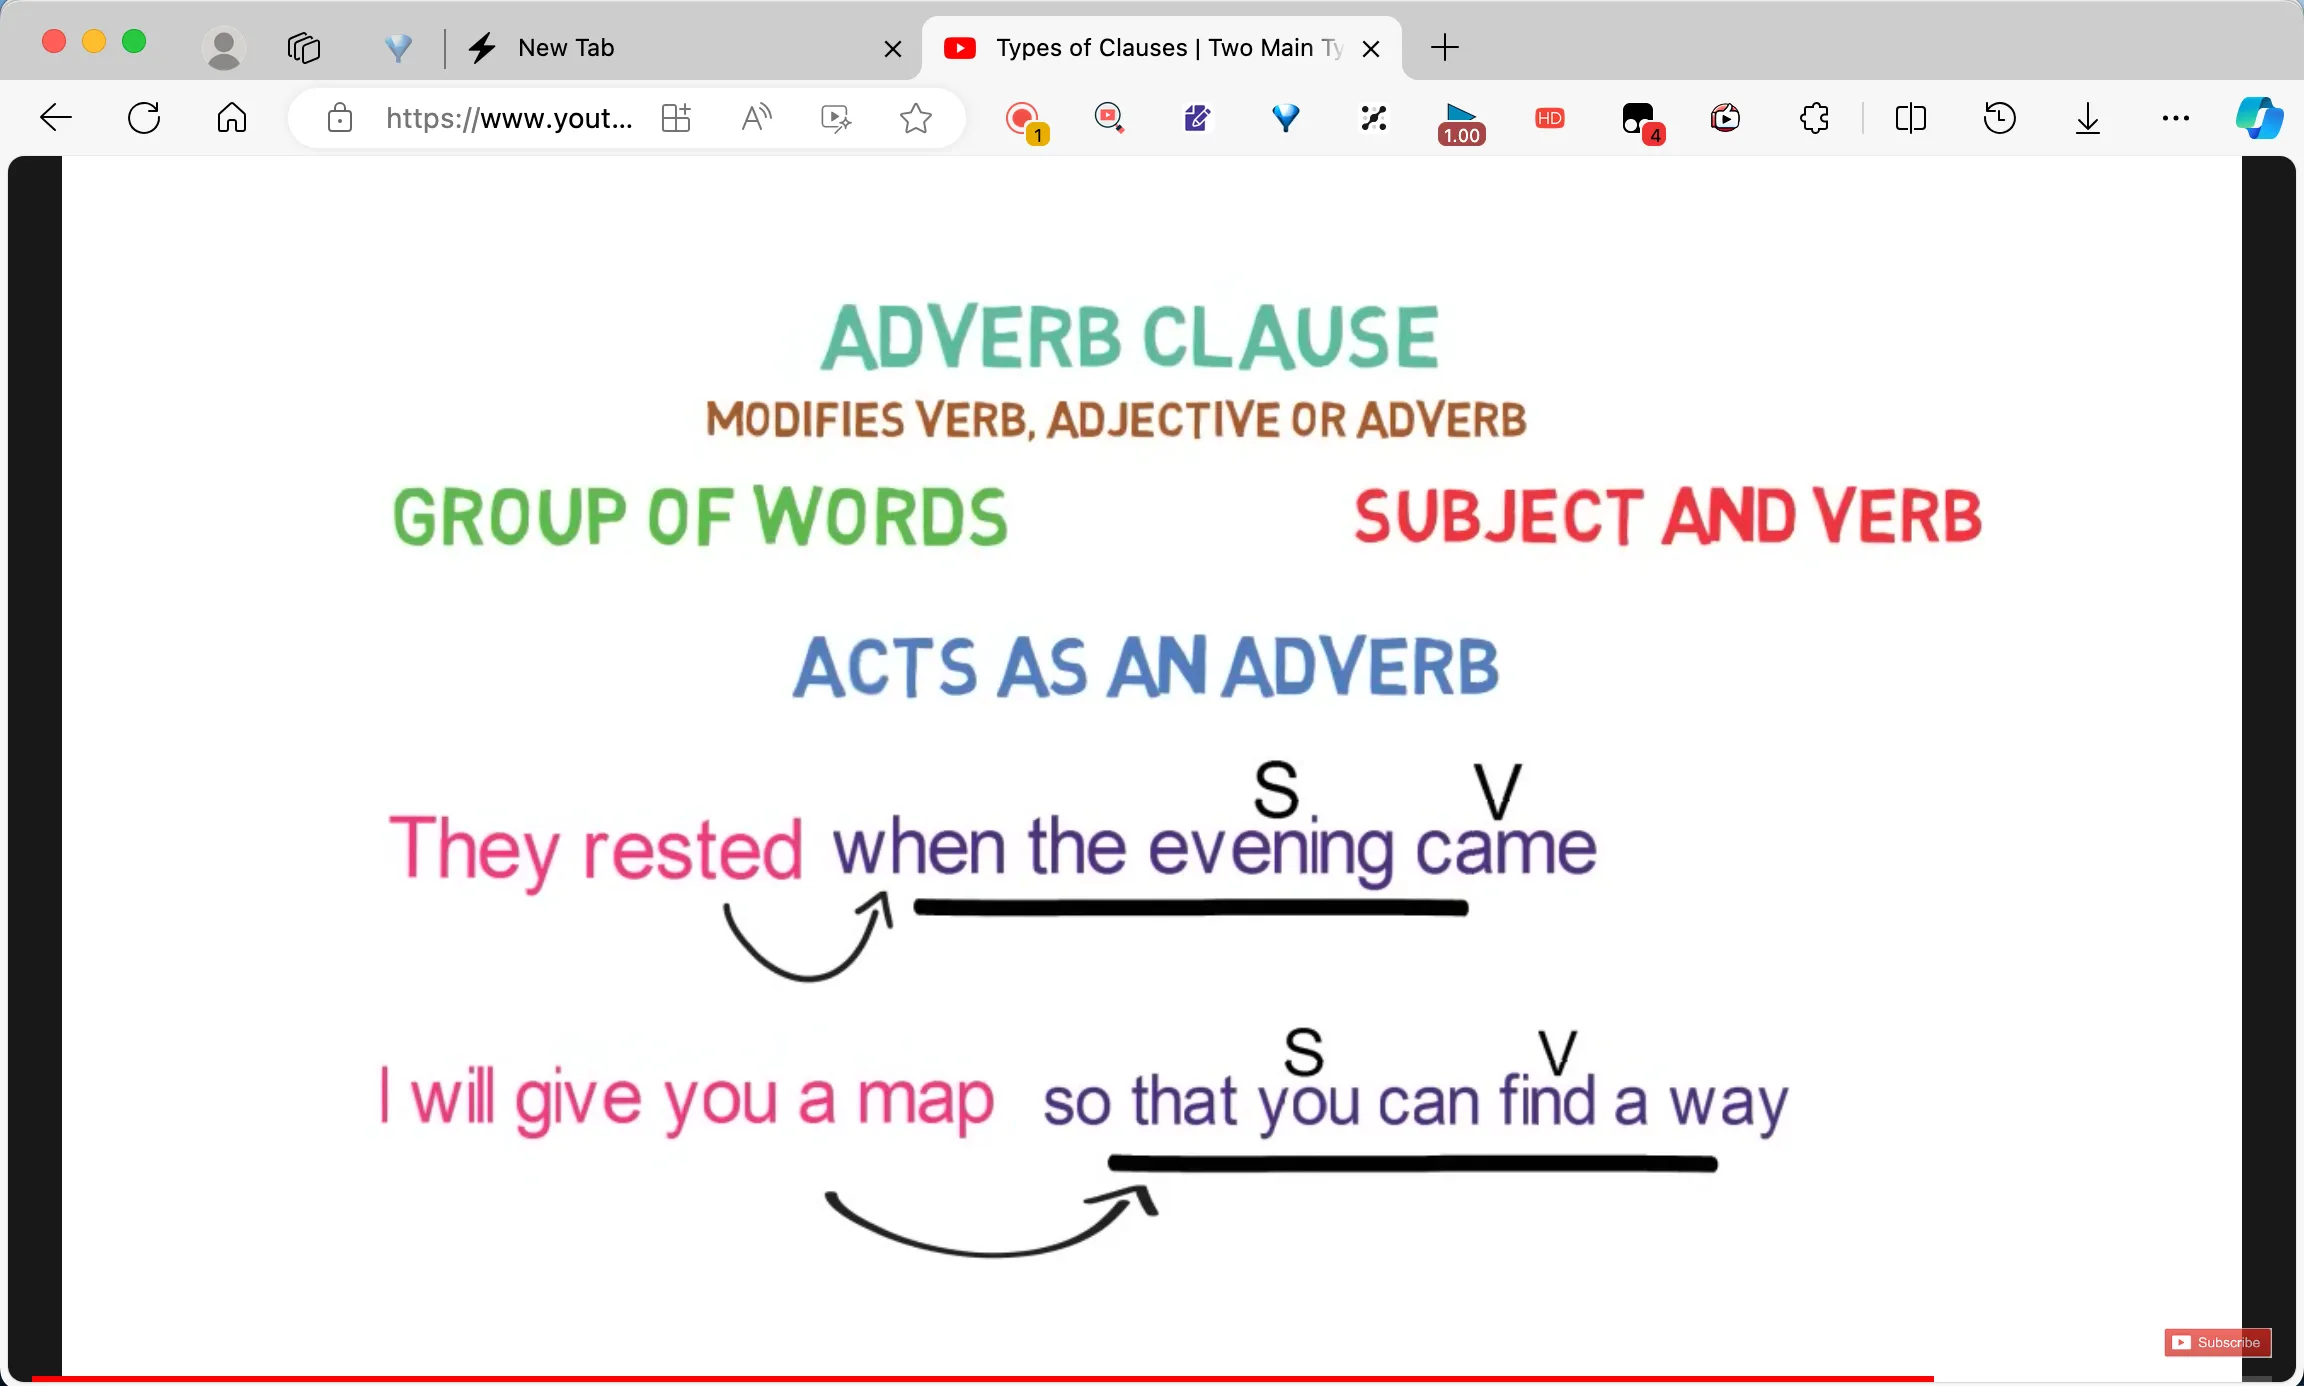 New Tab
Types of Clauses | Two Main Ty
https://www.yout...
1
1.00
HD
4
ADVERB CLAUSE
MODIFIES VERB, ADJECTIVE OR ADVERB
GROUP OF WORDS
SUBJECT AND VERB
ACTS AS AN ADVERB
S V
They rested when the evening came
S V
I will give you a map so that you can find a way
Subscribe